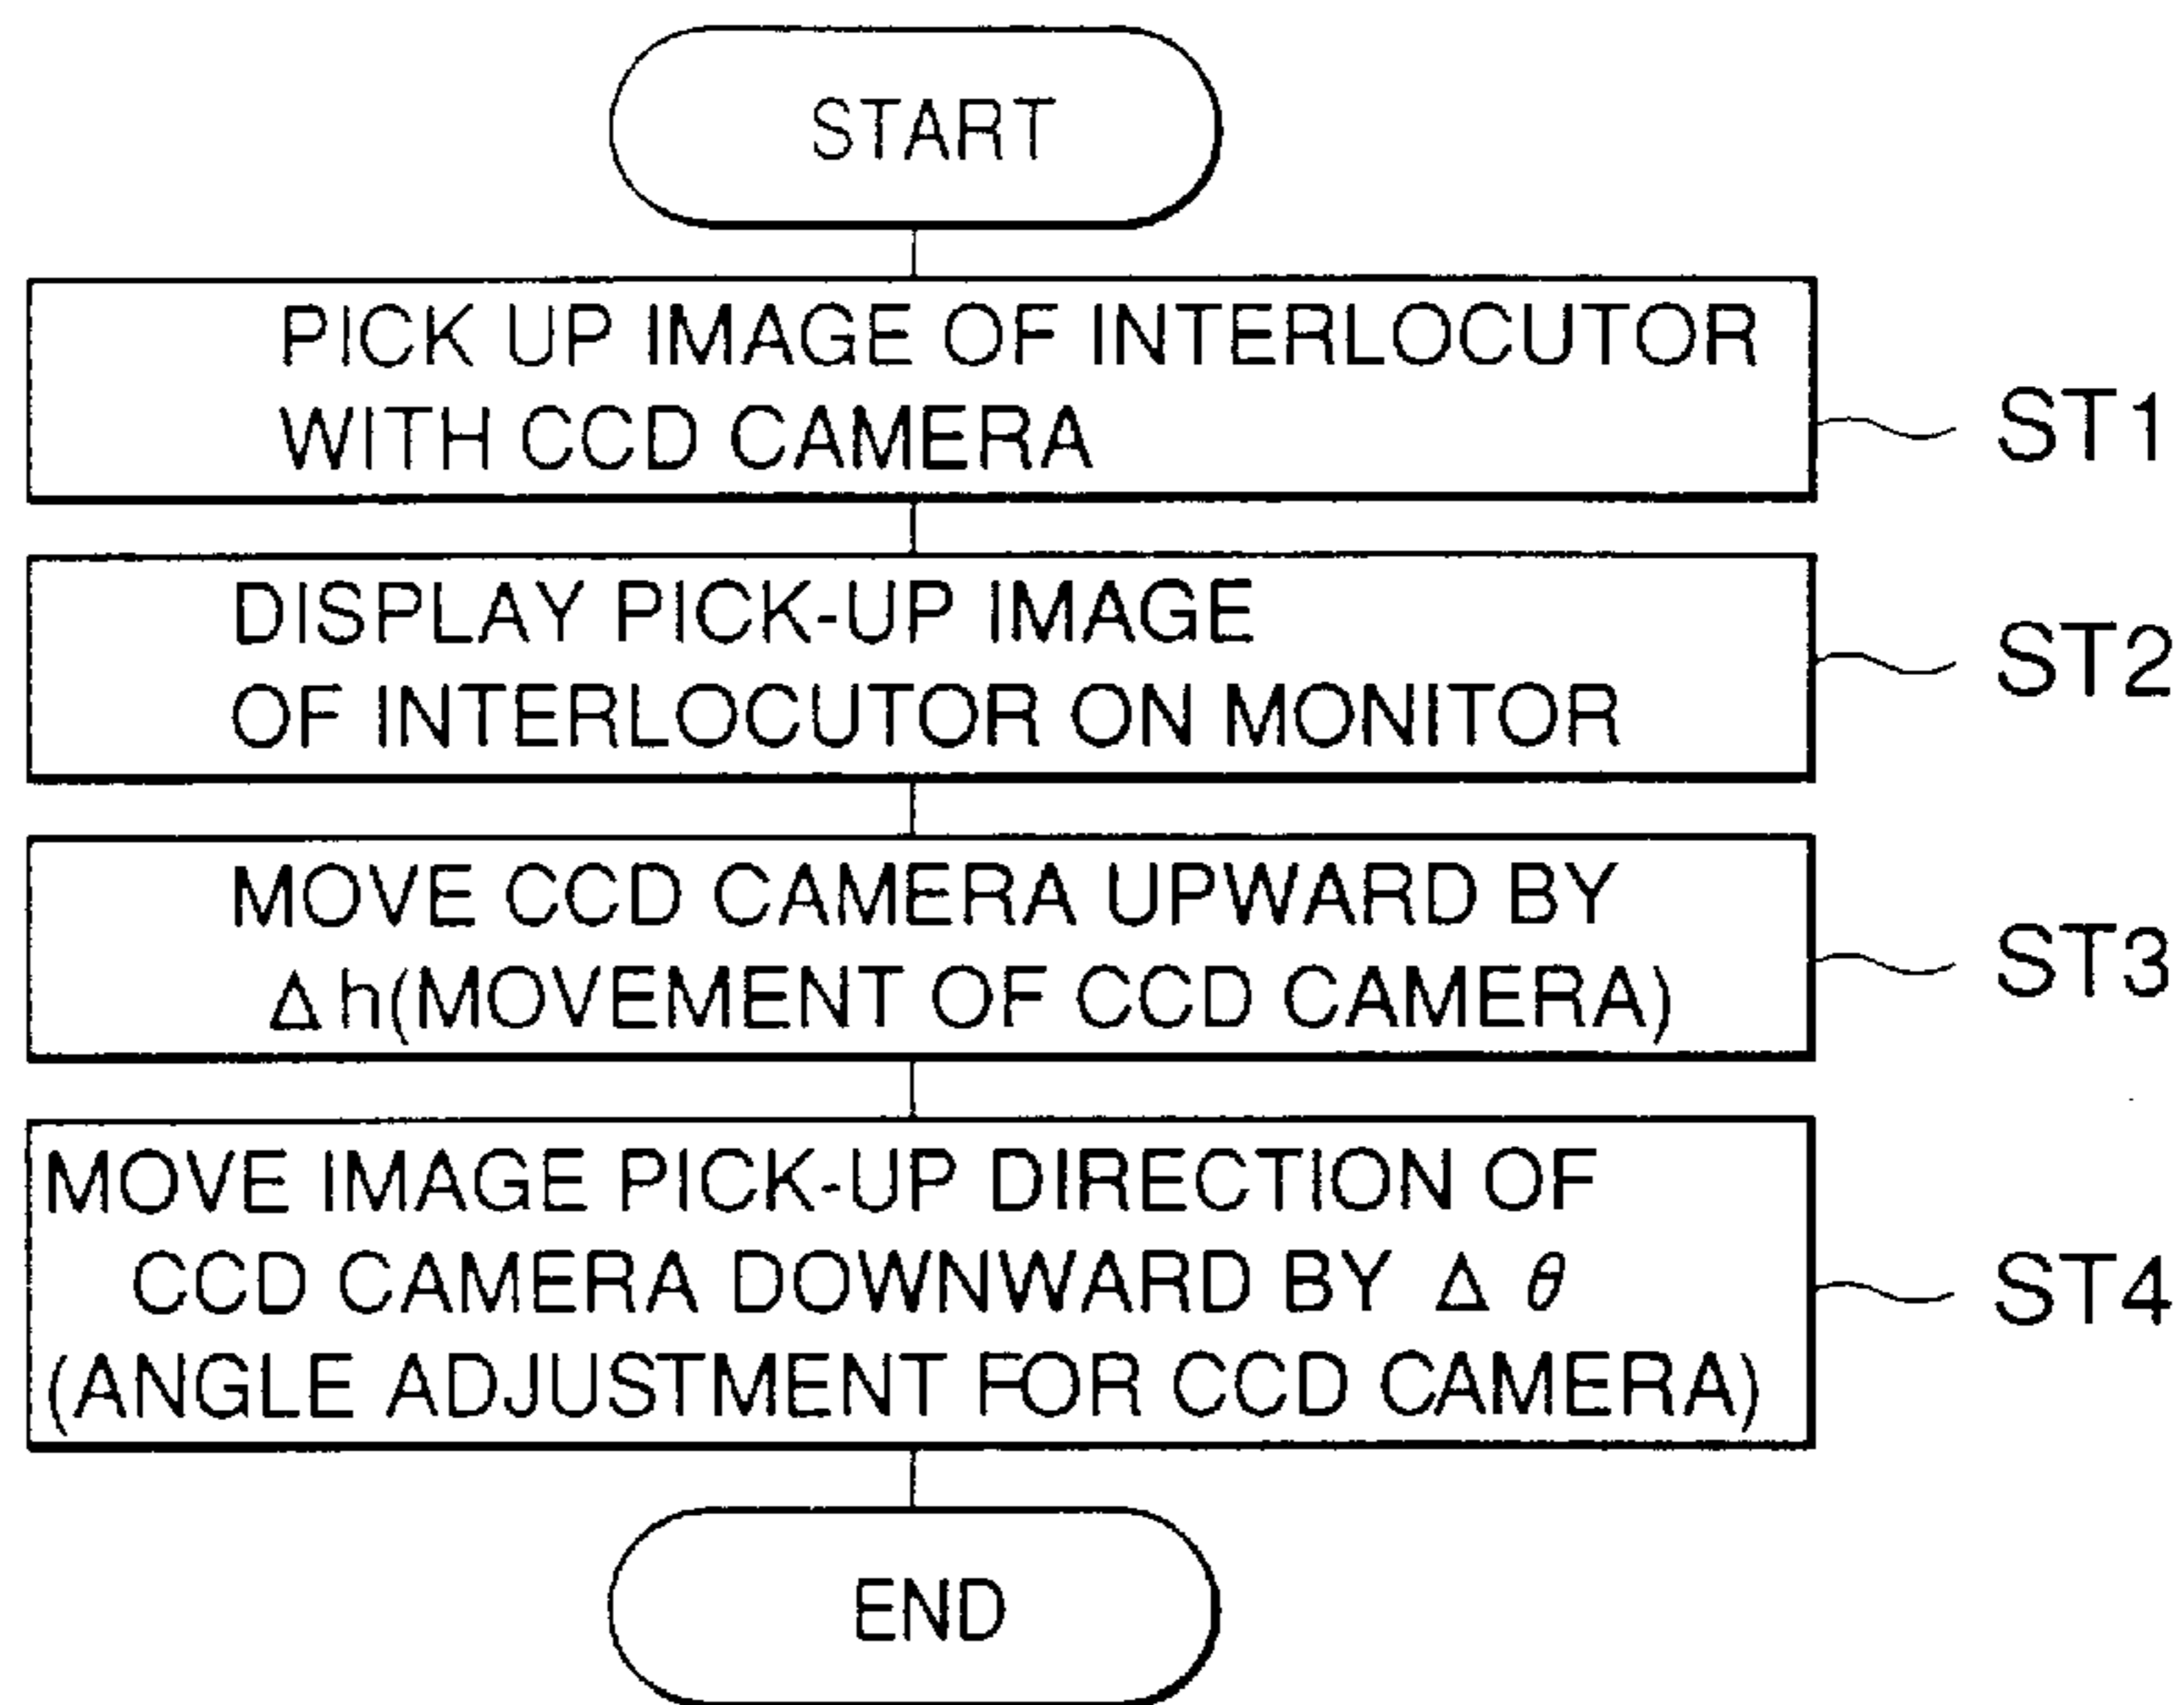 START
PICK UP IMAGE OF INTERLOCUTOR
WITH CCD CAMERA
ST1
DISPLAY PICK-UP IMAGE
OF INTERLOCUTOR ON MONITOR
ST2
MOVE CCD CAMERA UPWARD BY
Δh(MOVEMENT OF CCD CAMERA)
ST3
MOVE IMAGE PICK-UP DIRECTION OF
CCD CAMERA DOWNWARD BY Δ θ
(ANGLE ADJUSTMENT FOR CCD CAMERA)
ST4
END